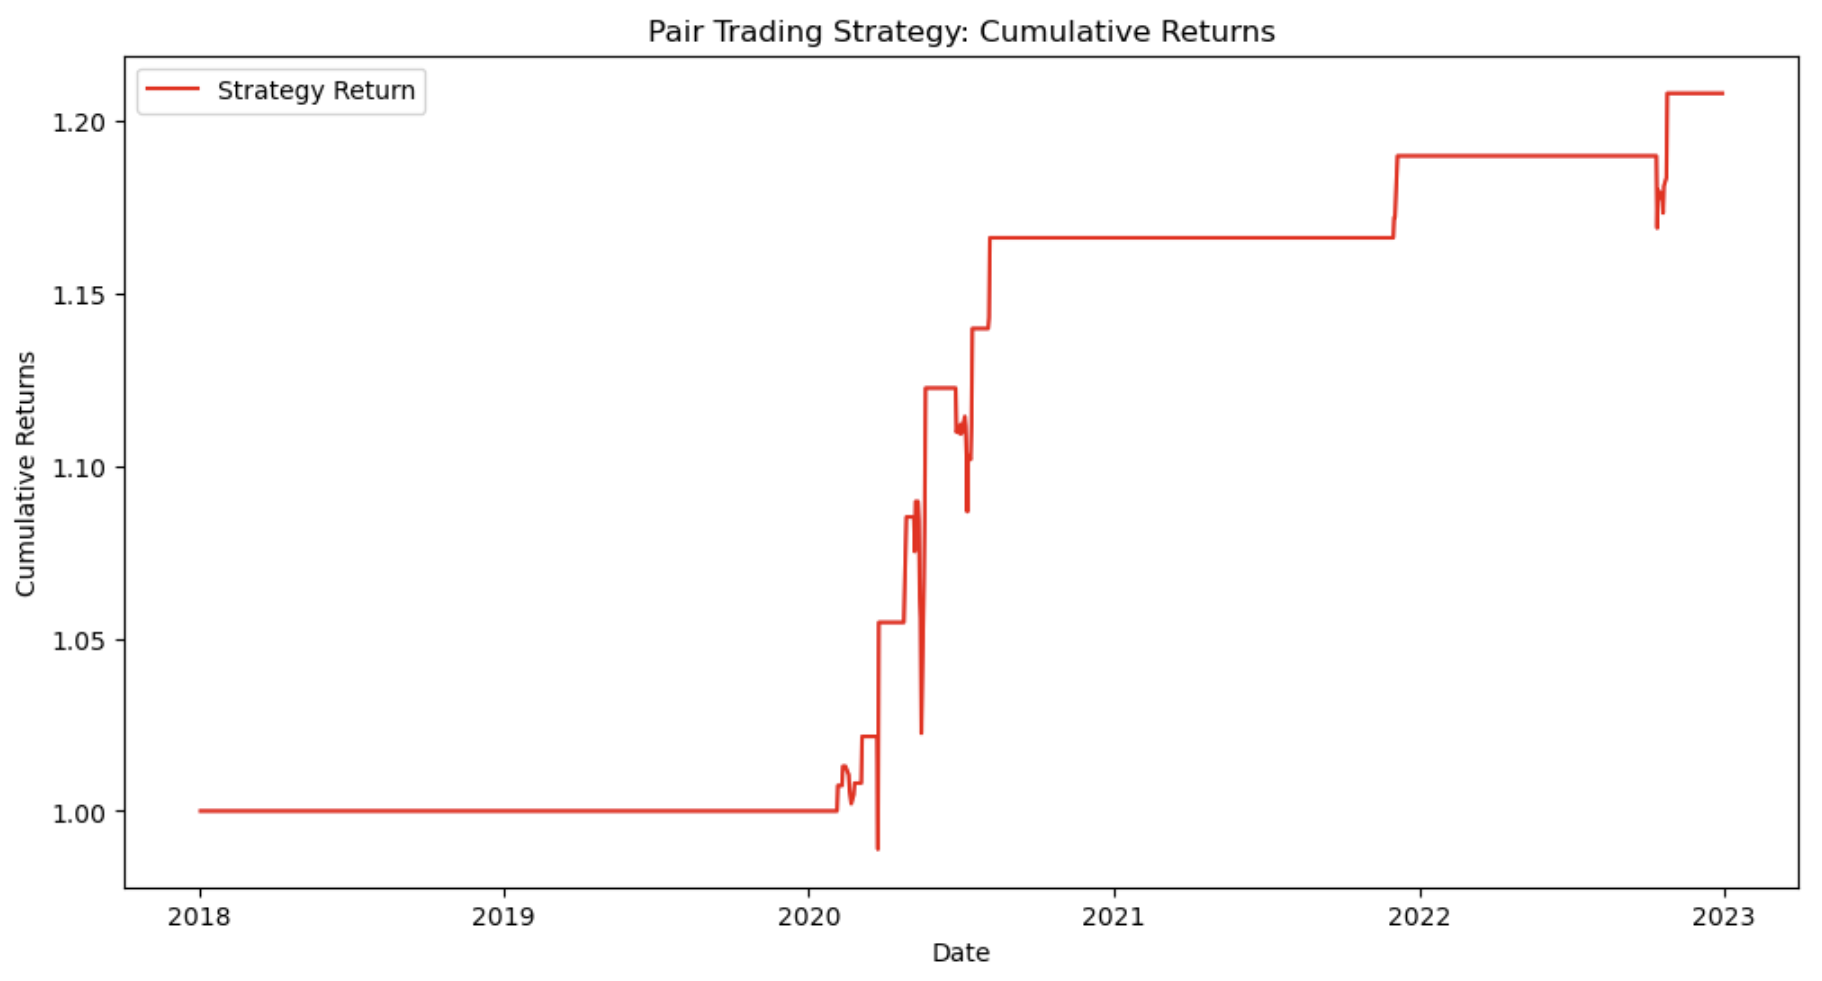 Pair Trading Strategy: Cumulative Returns
Strategy Return
Cumulative Returns
1.20
1.15
1.10
1.05
1.00
2018 2019 2020 2021 2022 2023
Date